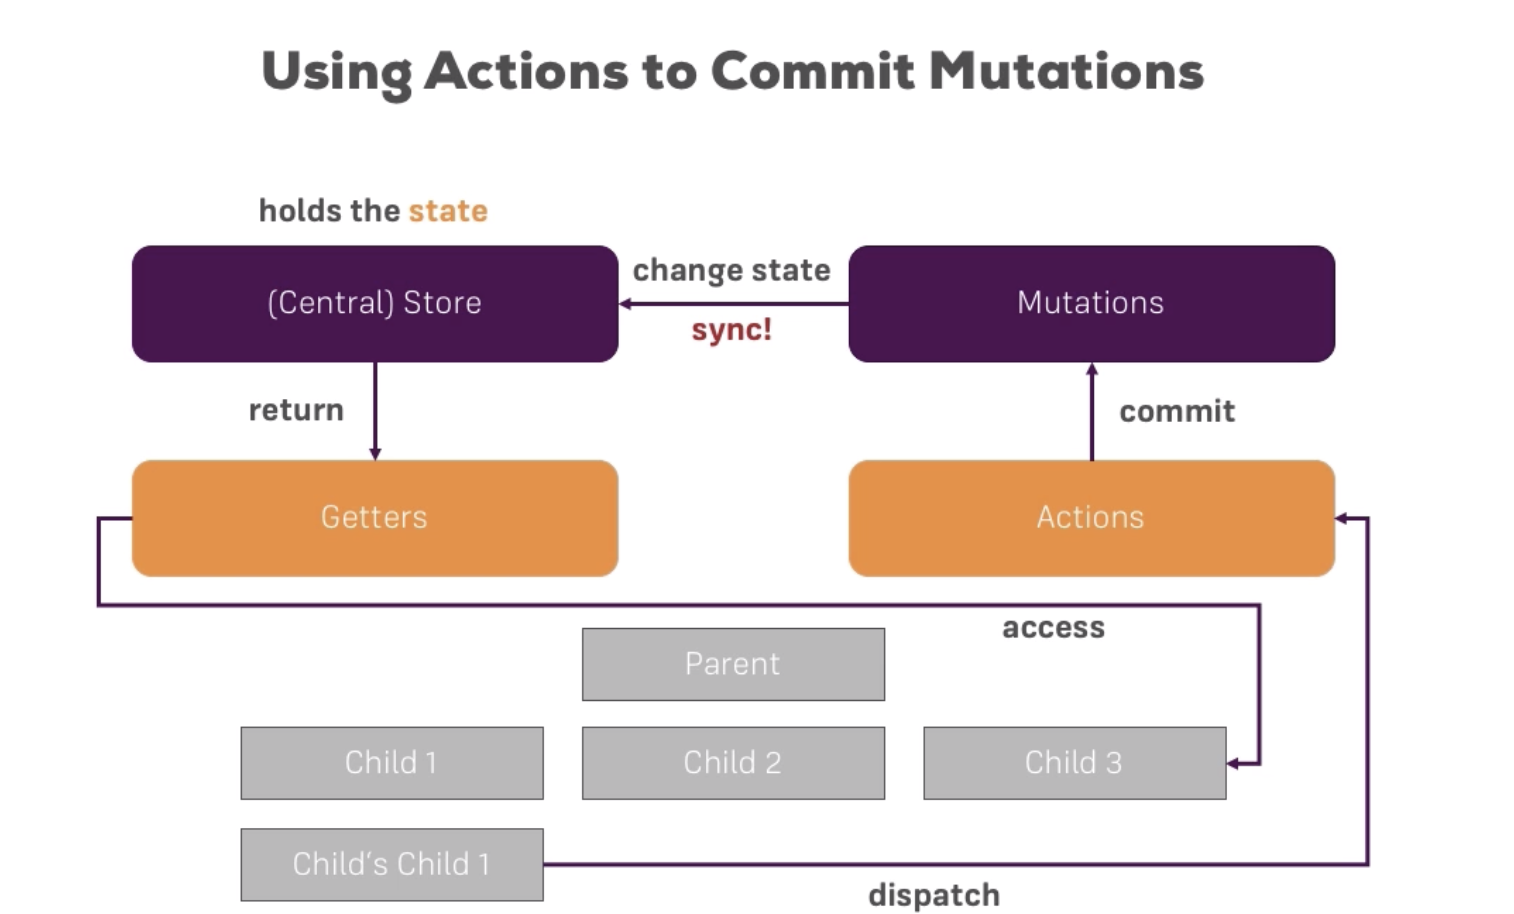 Using Actions to Commit Mutations
holds the state
(Central) Store
change state
sync!
Mutations
return
commit
Getters
Actions
access
Parent
Child 1
Child 2
Child 3
Child's Child 1
dispatch